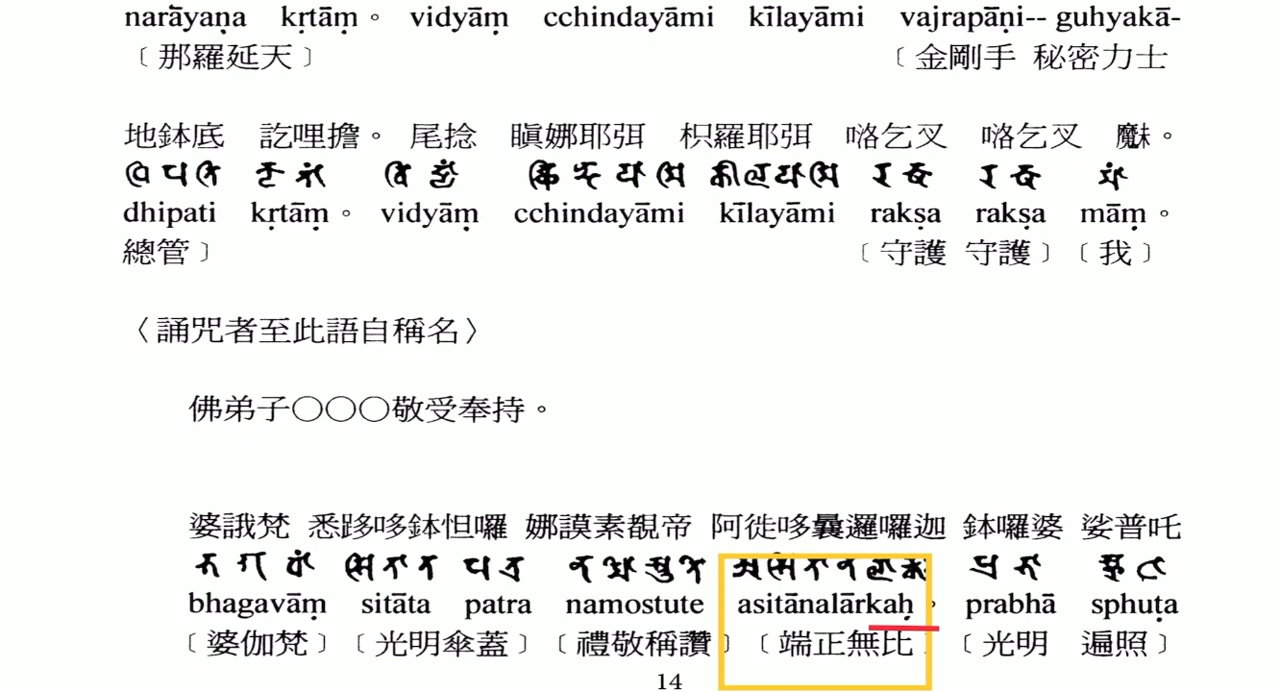 narāyaṇa kṛtāṃ。 vidyāṃ cchindayāmi kīlayāmi vajrapāṇi-- guhyakā-
﹝那羅延天﹞ ﹝金剛手 秘密力士
地鉢底 訖哩擔。 尾捻 瞋娜耶弭 枳羅耶弭 𡀔乞叉 𡀔乞叉 䰨。
dhipati kṛtāṃ。 vidyāṃ cchindayāmi kīlayāmi rakṣa rakṣa māṃ。
總管﹞ ﹝守護 守護﹞﹝我﹞
〈誦咒者至此語自稱名〉
佛弟子○○○敬受奉持。
婆誐梵 悉跢哆鉢怛囉 娜謨素覩帝 阿徙哆曩邏囉迦 鉢囉婆 娑普吒
bhagavāṃ sitāta patra namostute asitānalārkaḥ。 prabhā sphuṭa
﹝婆伽梵﹞﹝光明傘蓋﹞﹝禮敬稱讚﹞﹝端正無比﹞﹝光明 遍照﹞
14